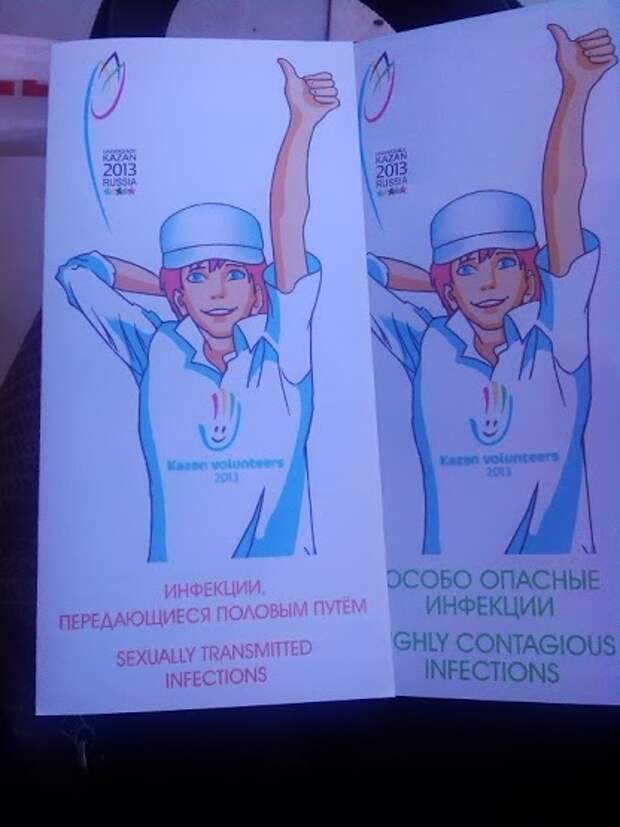 UNIVERSIADE
KAZAN
2013
RUSSIA
Kazan volunteers
2013
ИНФЕКЦИИ,
ПЕРЕДАЮЩИЕСЯ ПОЛОВЫМ ПУТЁМ
SEXUALLY TRANSMITTED
INFECTIONS
UNIVERSIADE
KAZAN
2013
RUSSIA
Kazan volunteers
2013
ОСОБО ОПАСНЫЕ
ИНФЕКЦИИ
GHLY CONTAGIOUS
INFECTIONS